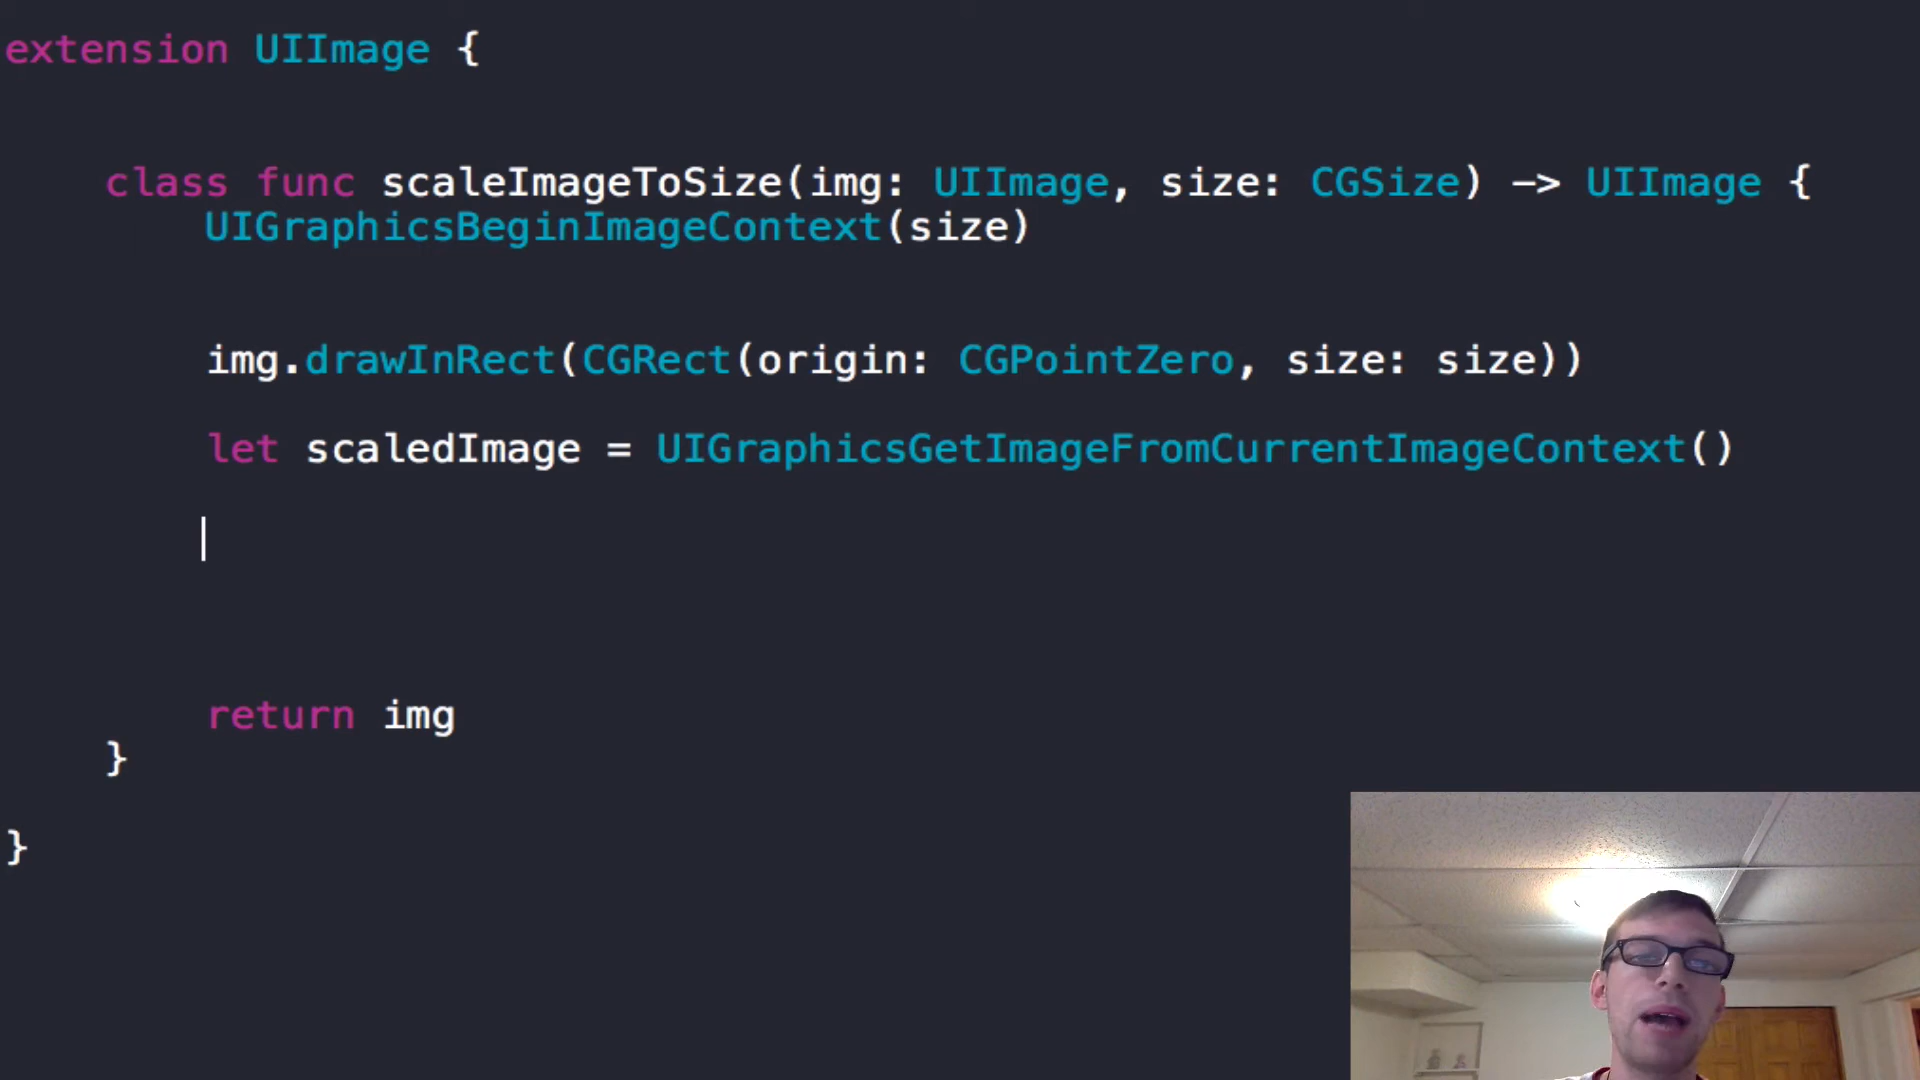 extension UIImage {
class func scaleImageToSize(img: UIImage, size: CGSize) -> UIImage {
UIGraphicsBeginImageContext(size)
img.drawInRect(CGRect(origin: CGPointZero, size: size))
let scaledImage = UIGraphicsGetImageFromCurrentImageContext()
return img
}
}